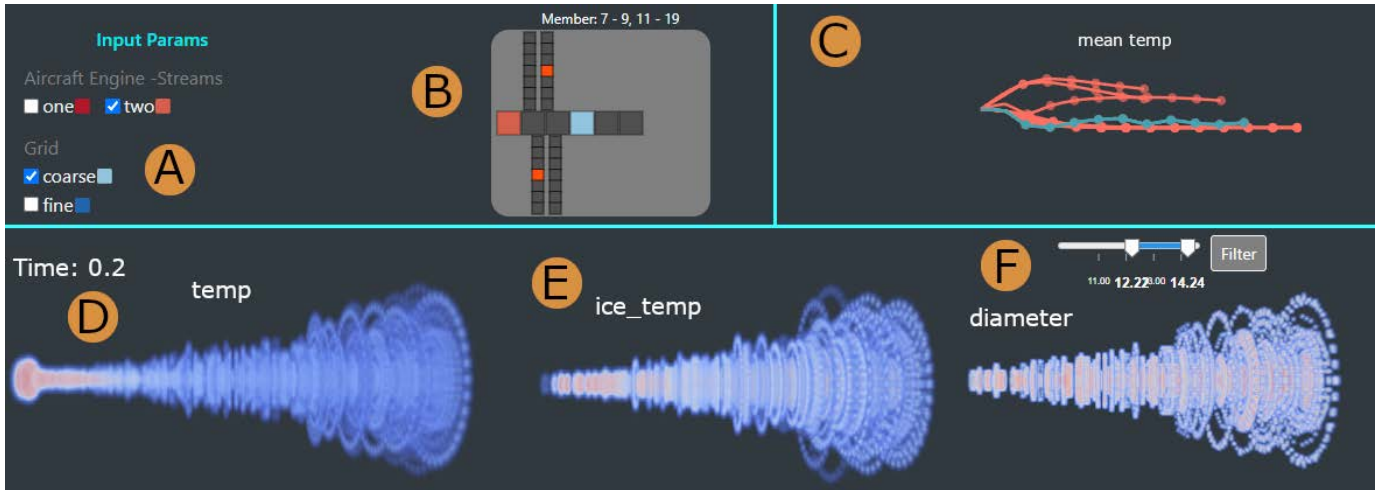 Input Params
Aircraft Engine -Streams
one two
Grid
coarse
fine
A
B
Member: 7 - 9, 11 - 19
C
mean temp
Time: 0.2
D
temp
E
ice_temp
F
Filter
11.00 12.22 14.24
diameter